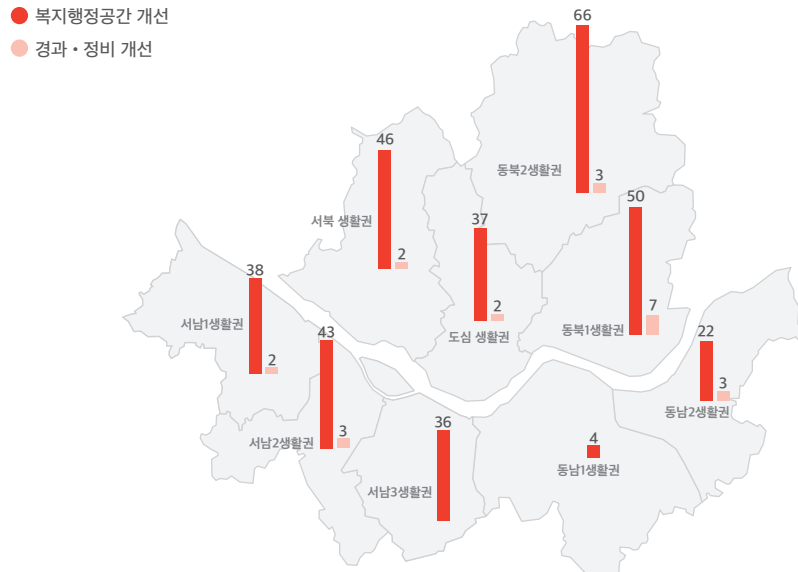 복지행정공간 개선
경과・정비 개선
66
3
동북2생활권
46
2
서북 생활권
50
7
동북1생활권
37
2
도심 생활권
38
2
서남1생활권
43
3
서남2생활권
22
3
동남2생활권
36
서남3생활권
4
동남1생활권